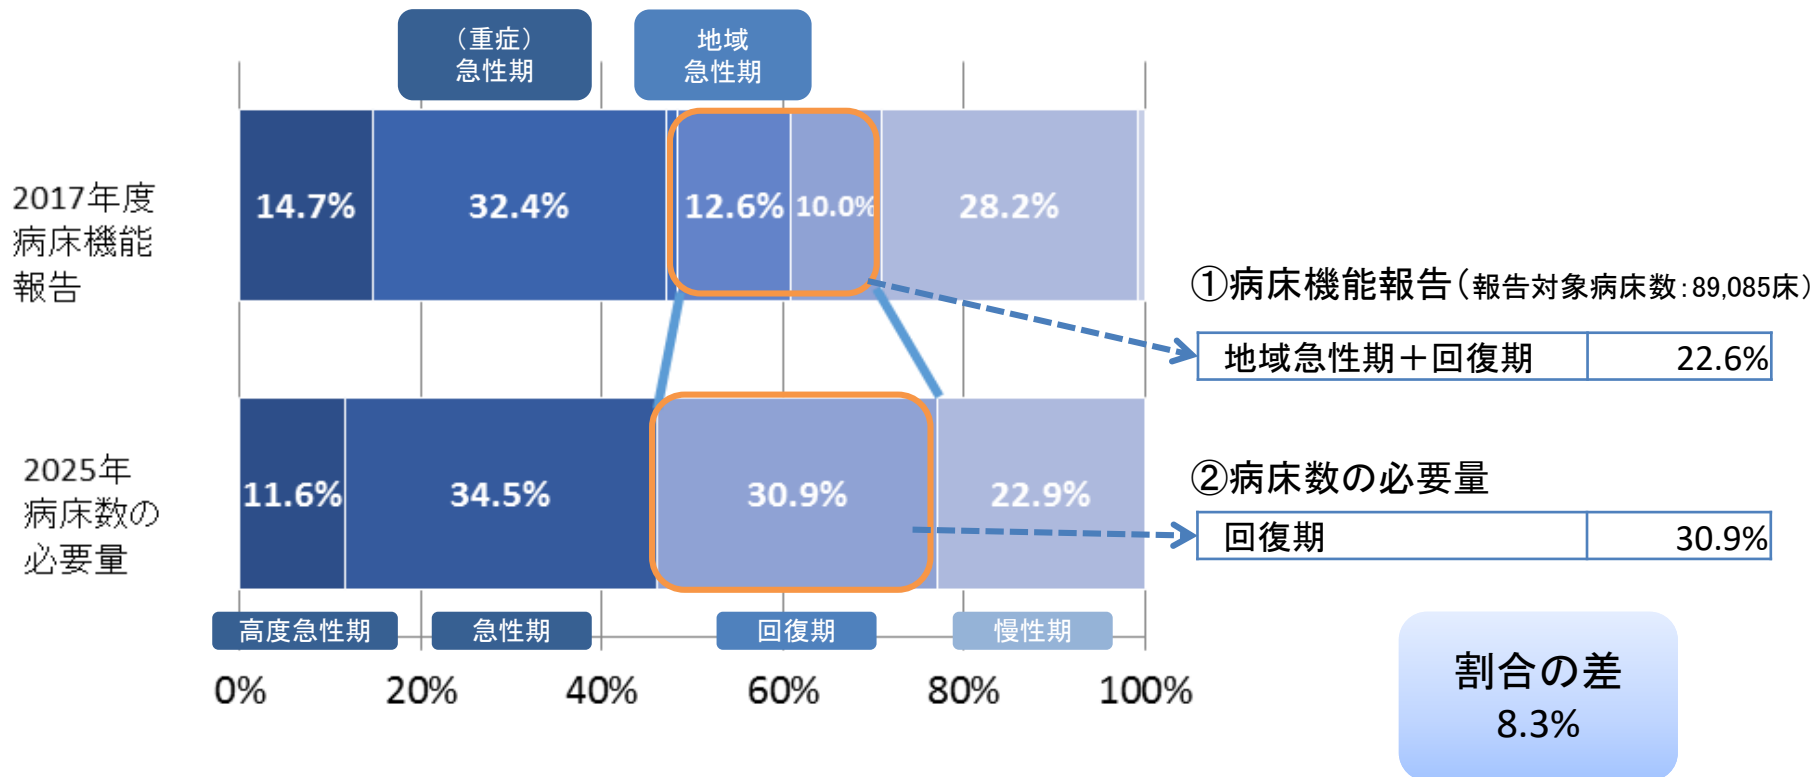 （重症）
急性期
地域
急性期
2017年度
病床機能
報告
14.7%
32.4%
12.6%
10.0%
28.2%
①病床機能報告（報告対象病床数：89,085床）
地域急性期＋回復期
22.6%
2025年
病床数の
必要量
11.6%
34.5%
30.9%
22.9%
②病床数の必要量
回復期
30.9%
高度急性期
急性期
回復期
慢性期
0%
20%
40%
60%
80%
100%
割合の差
8.3%